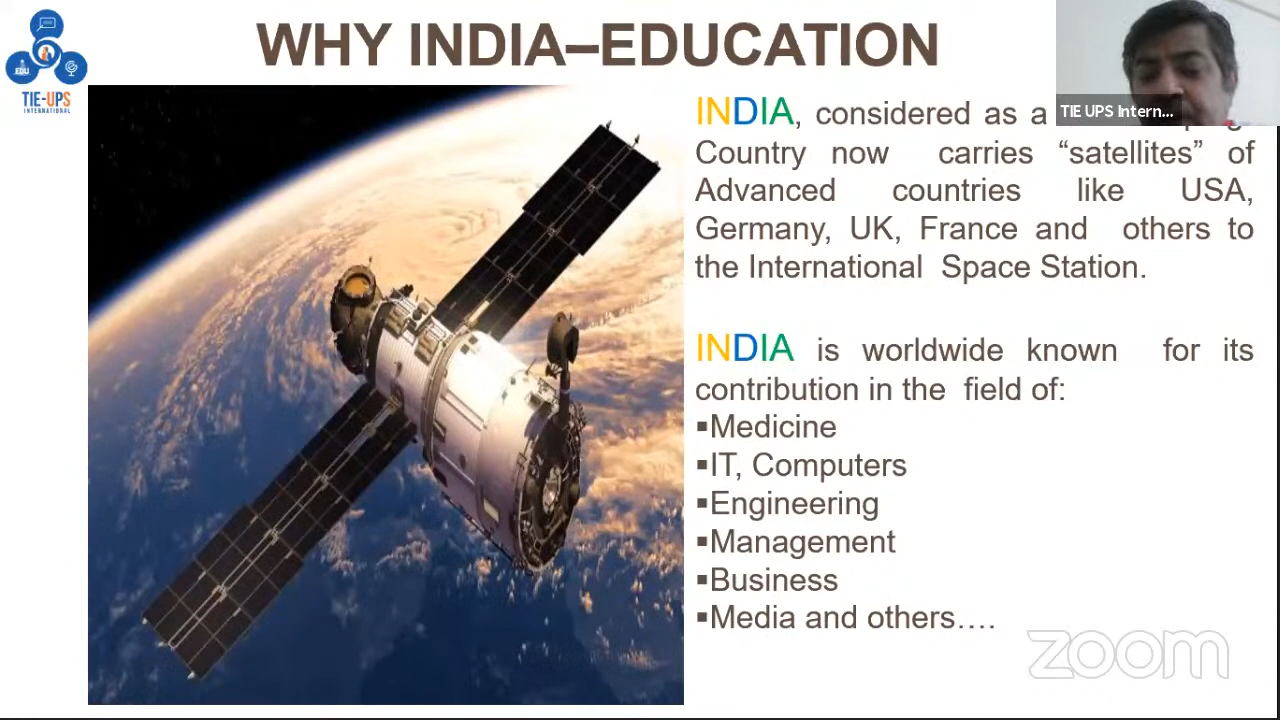 WHY INDIA–EDUCATION
EDU
TIE-UPS
INTERNATIONAL
TIE UPS Intern...
INDIA, considered as a
Country now carries “satellites” of
Advanced countries like USA,
Germany, UK, France and others to
the International Space Station.
INDIA is worldwide known for its
contribution in the field of:
▪Medicine
▪IT, Computers
▪Engineering
▪Management
▪Business
▪Media and others….
zoom